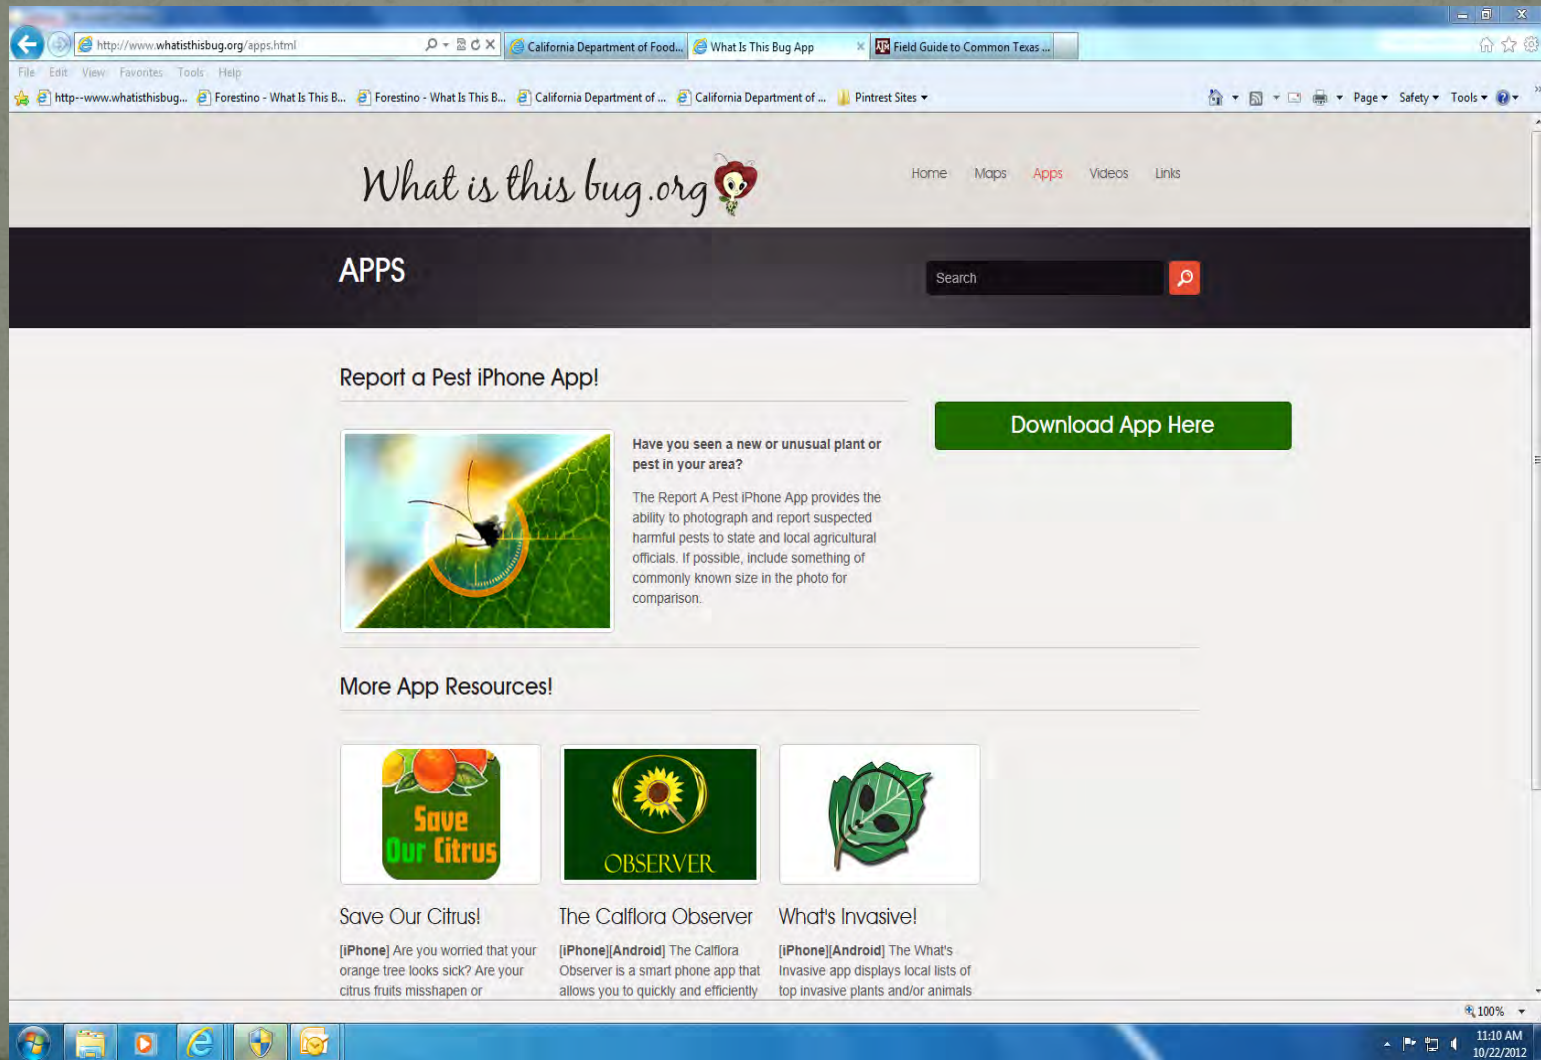 http://www.whatisthisbug.org/apps.html
California Department of Food...
What Is This Bug App
Field Guide to Common Texas ...
File Edit View Favorites Tools Help
http--www.whatisthisbug...
Forestino - What Is This B...
Forestino - What Is This B...
California Department of ...
California Department of ...
Pintrest Sites
Page Safety Tools
What is this bug.org
Home Maps Apps Videos Links
APPS
Search
Report a Pest iPhone App!
Download App Here
Have you seen a new or unusual plant or
pest in your area?
The Report A Pest iPhone App provides the
ability to photograph and report suspected
harmful pests to state and local agricultural
officials. If possible, include something of
commonly known size in the photo for
comparison.
More App Resources!
Save
Our Citrus
OBSERVER
Save Our Citrus!
[iPhone] Are you worried that your
orange tree looks sick? Are your
citrus fruits misshapen or
The Calflora Observer
[iPhone][Android] The Calflora
Observer is a smart phone app that
allows you to quickly and efficiently
What's Invasive!
[iPhone][Android] The What's
Invasive app displays local lists of
top invasive plants and/or animals
100%
11:10 AM
10/22/2012